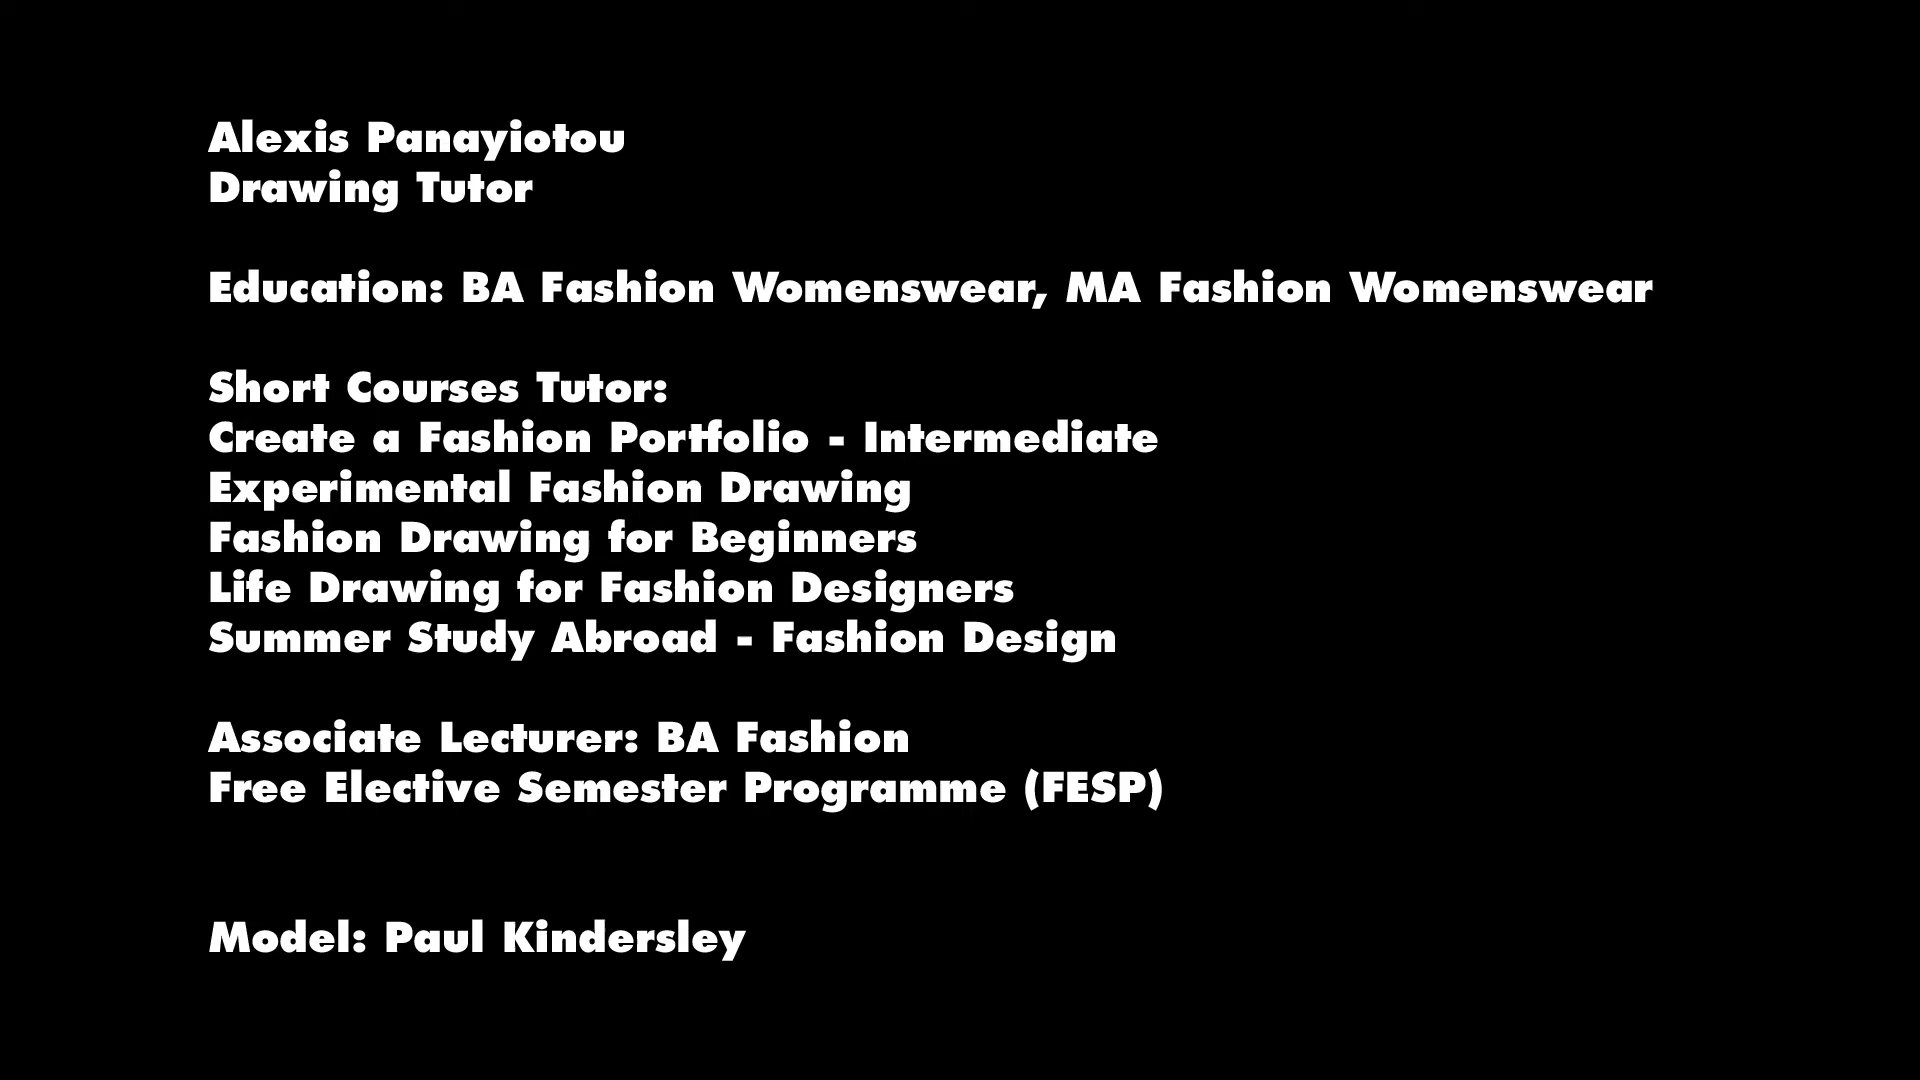 Alexis Panayiotou
Drawing Tutor
Education: BA Fashion Womenswear, MA Fashion Womenswear
Short Courses Tutor:
Create a Fashion Portfolio - Intermediate
Experimental Fashion Drawing
Fashion Drawing for Beginners
Life Drawing for Fashion Designers
Summer Study Abroad - Fashion Design
Associate Lecturer: BA Fashion
Free Elective Semester Programme (FESP)
Model: Paul Kindersley